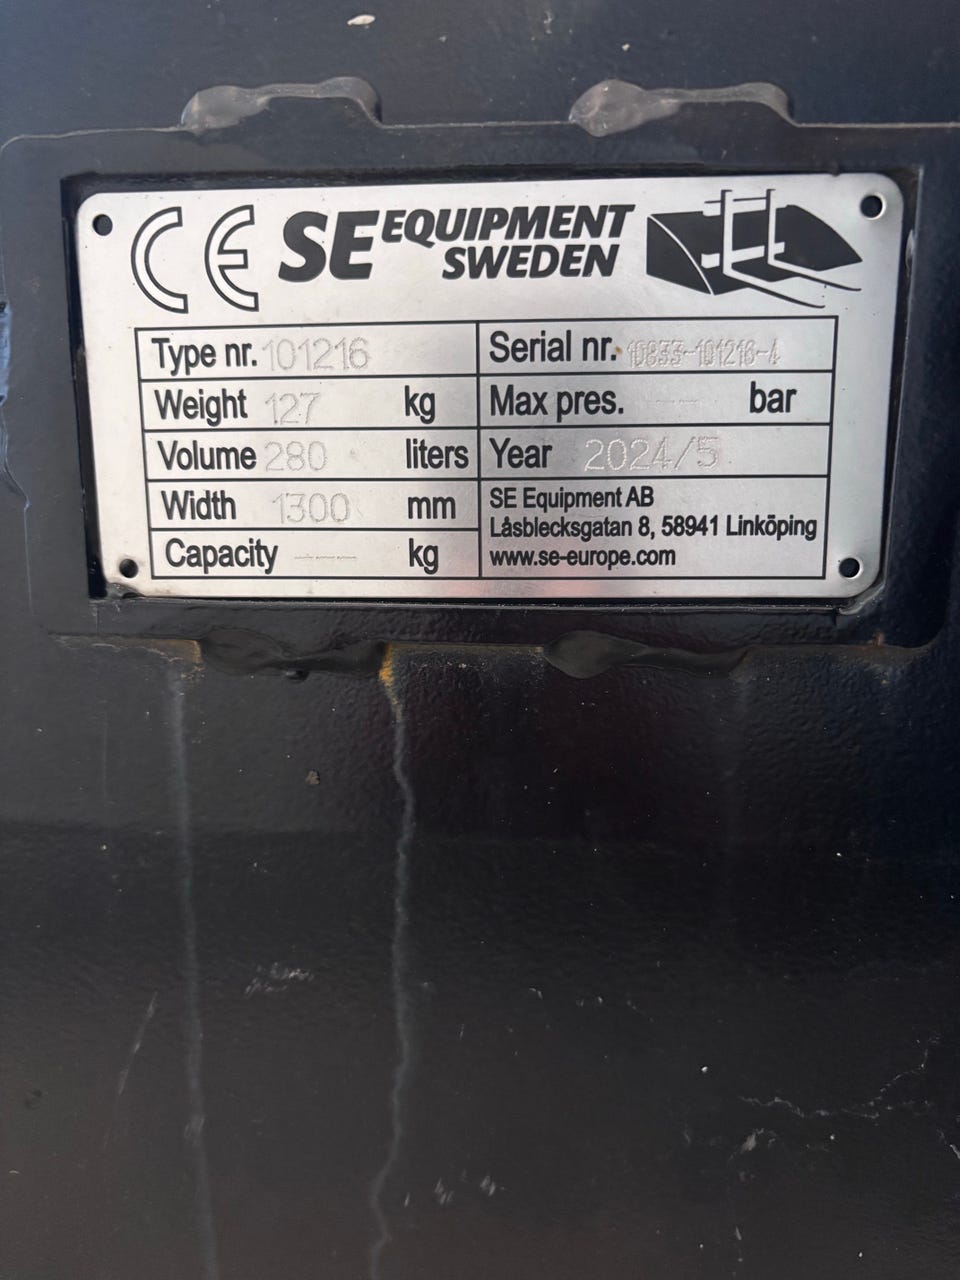 CE SE EQUIPMENT
SWEDEN
Type nr. 101216
Serial nr. 10833-101216-4
Weight 127 kg
Max pres. --- bar
Volume 280 liters
Year 2024/5
Width 1300 mm
Capacity --- kg
SE Equipment AB
Låsblecksgatan 8, 58941 Linköping
www.se-europe.com